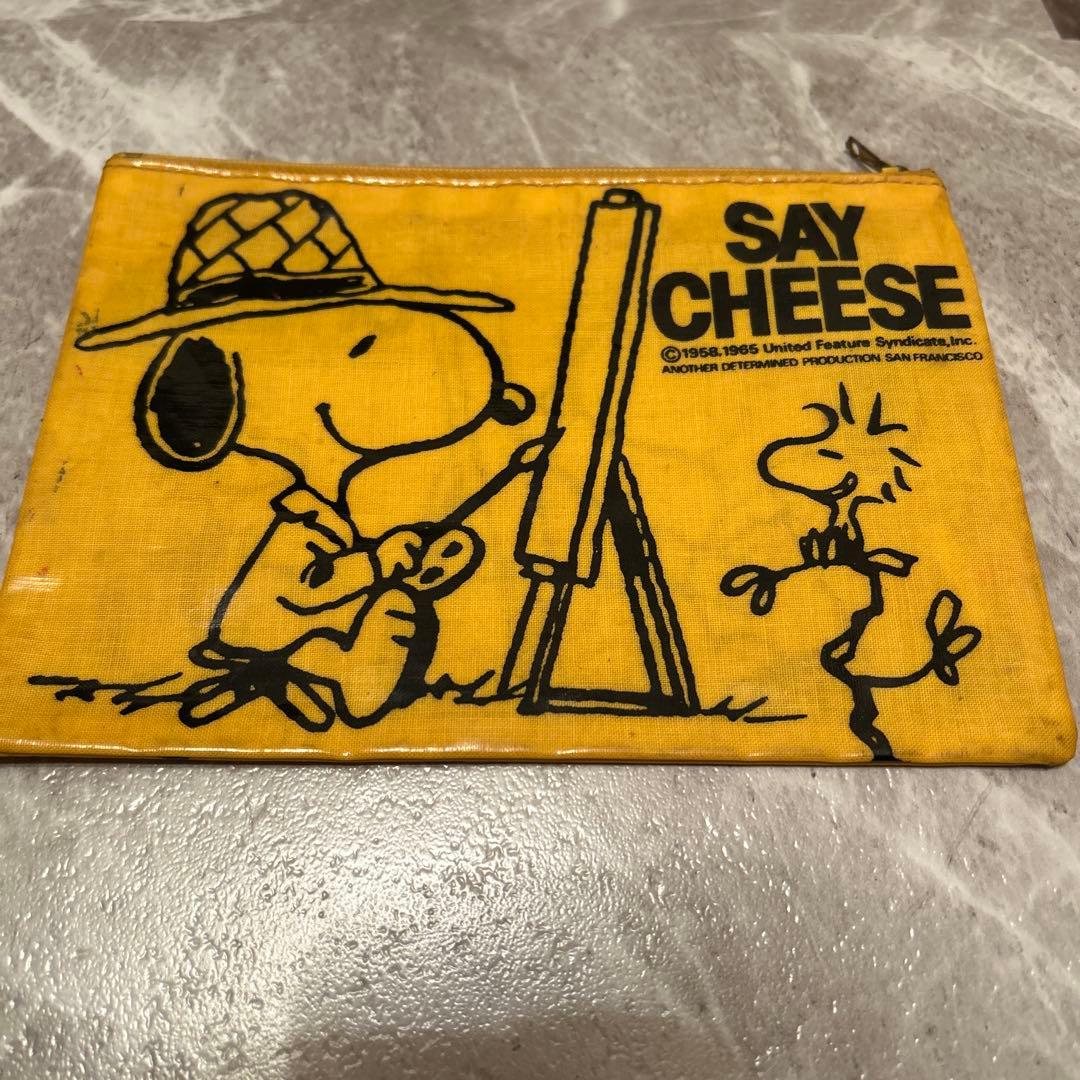 SAY
CHEESE
©1958.1965 United Feature Syndicate,Inc.
ANOTHER DETERMINED PRODUCTION SAN FRANCISCO